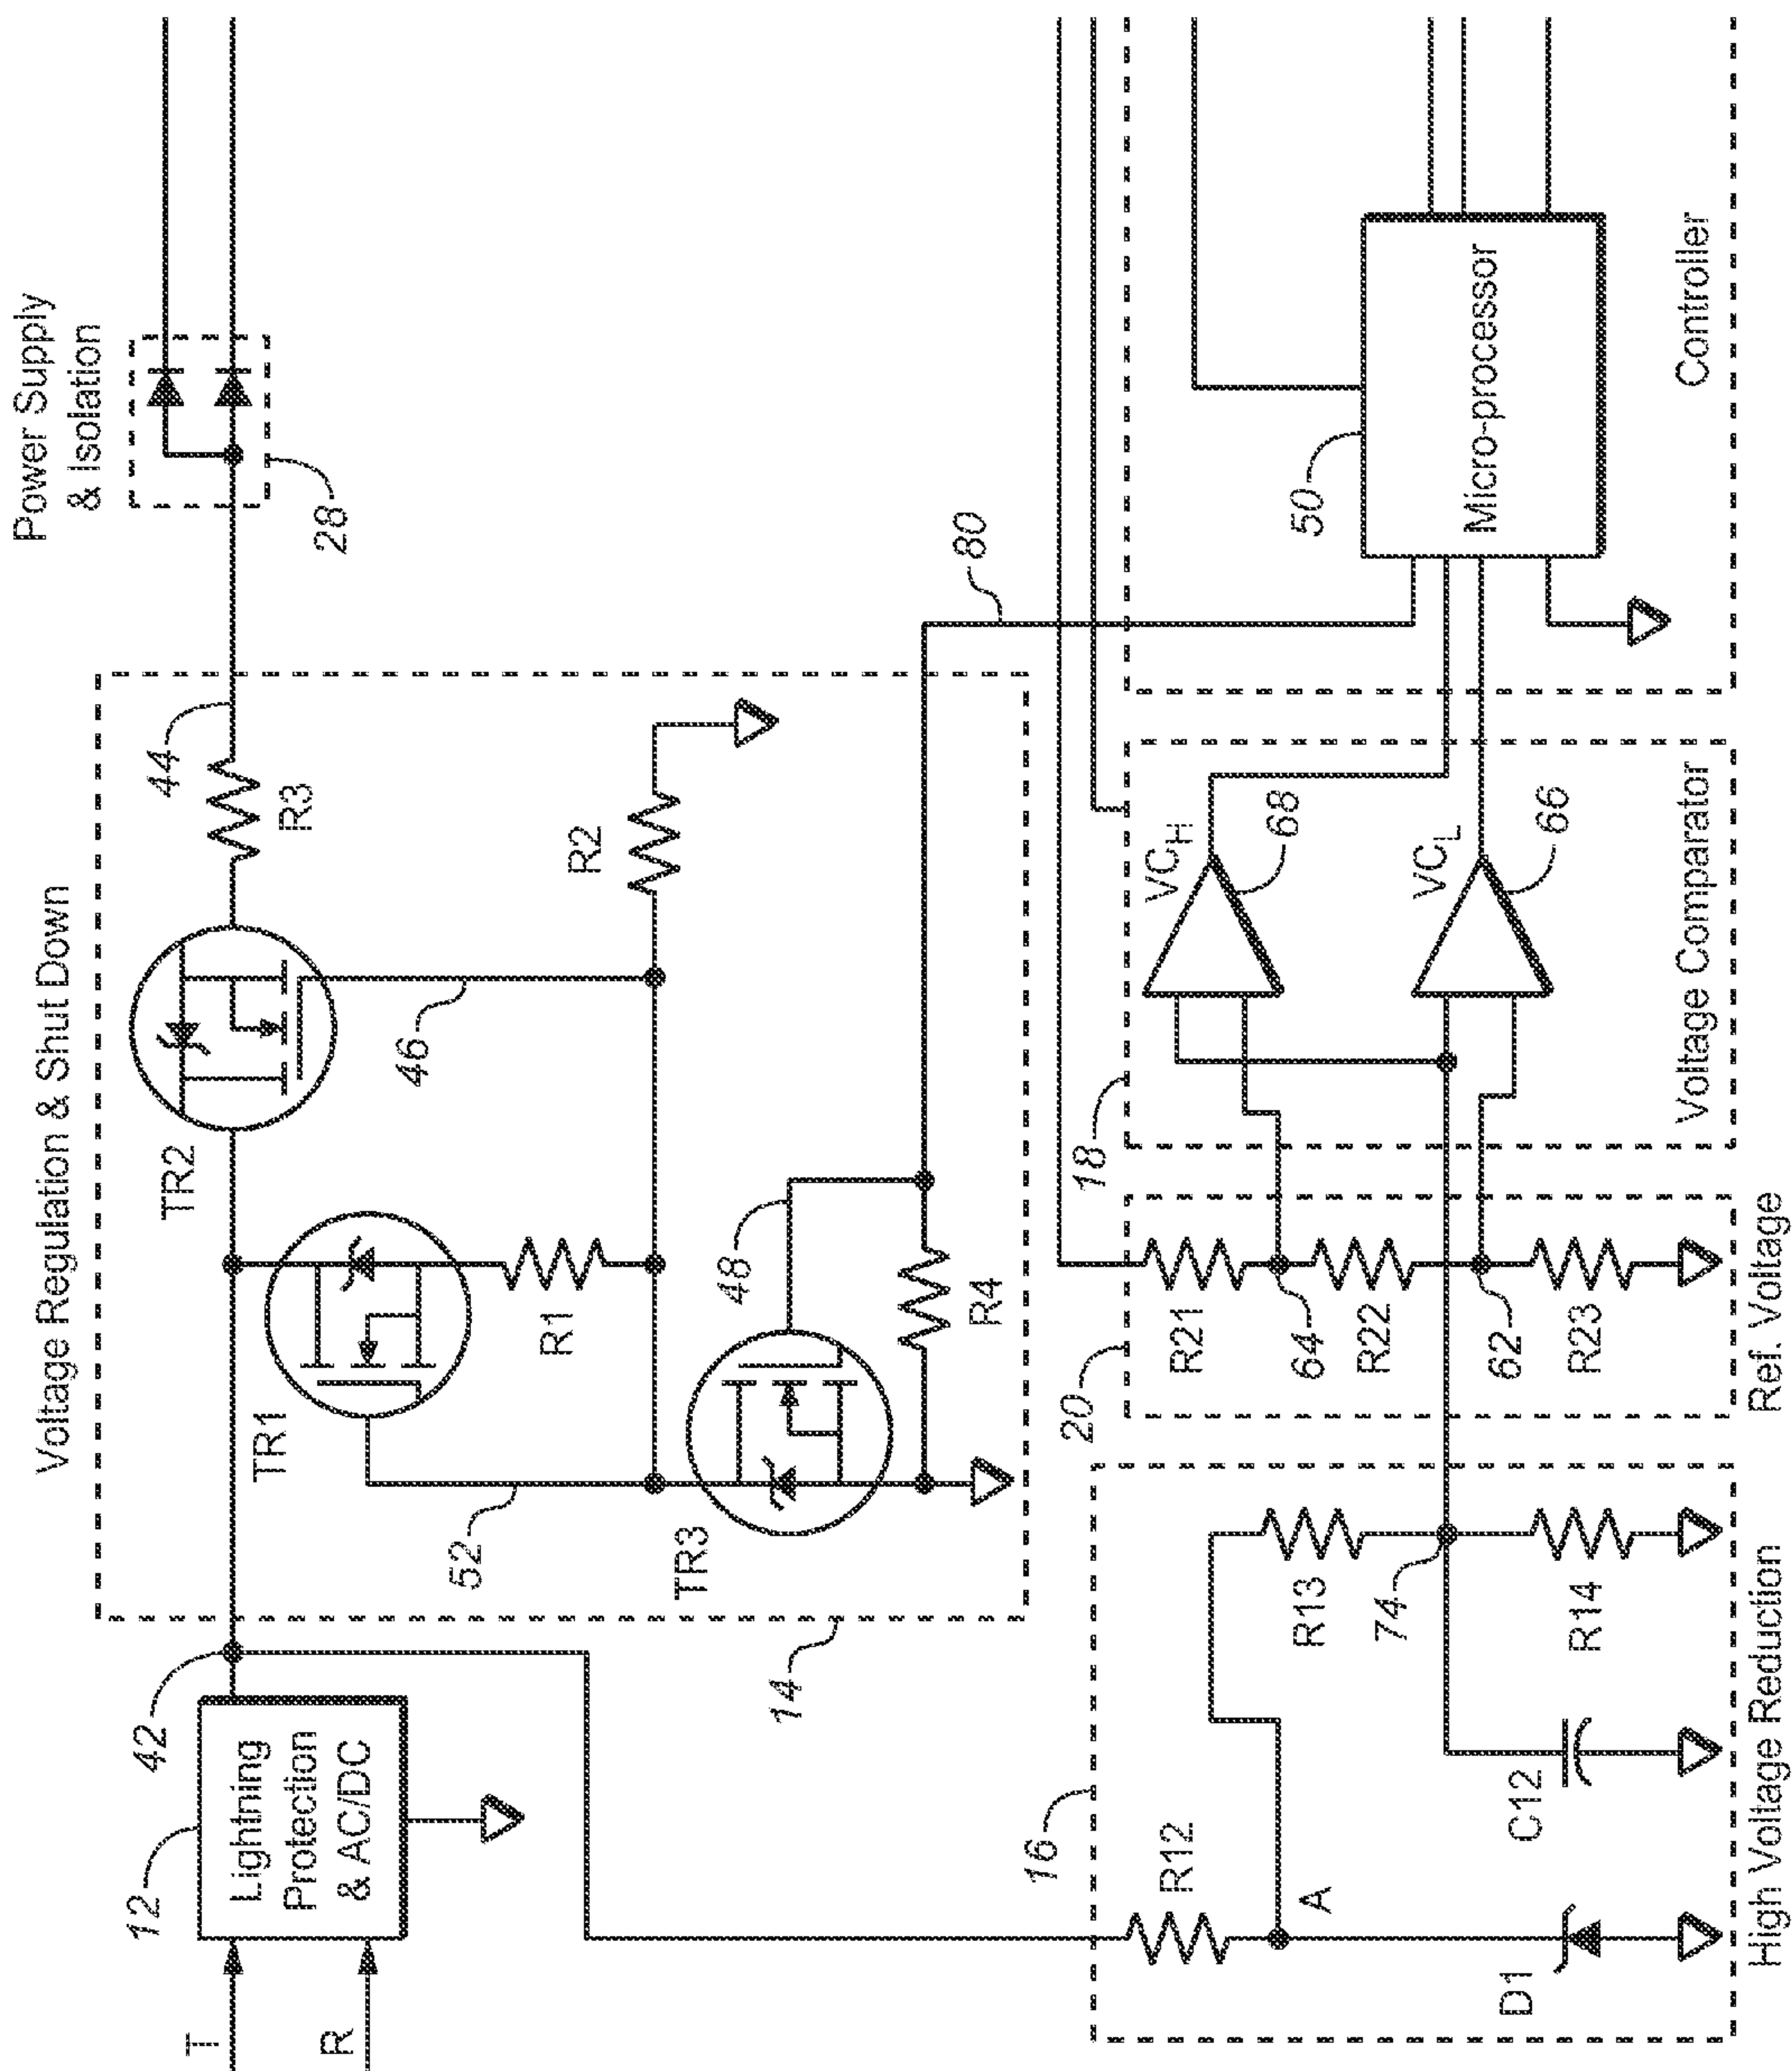 T
R
12
Lightning
Protection
& AC/DC
42
Voltage Regulation & Shut Down
TR2
R3
44
Power Supply
& Isolation
28
TR1
R1
46
R2
52
TR3
48
R4
14
80
16
R12
A
D1
C12
R13
74
R14
High Voltage Reduction
20
R21
64
R22
62
R23
Ref. Voltage
18
VCH
68
VCL
66
Voltage Comparator
50
Micro-processor
Controller